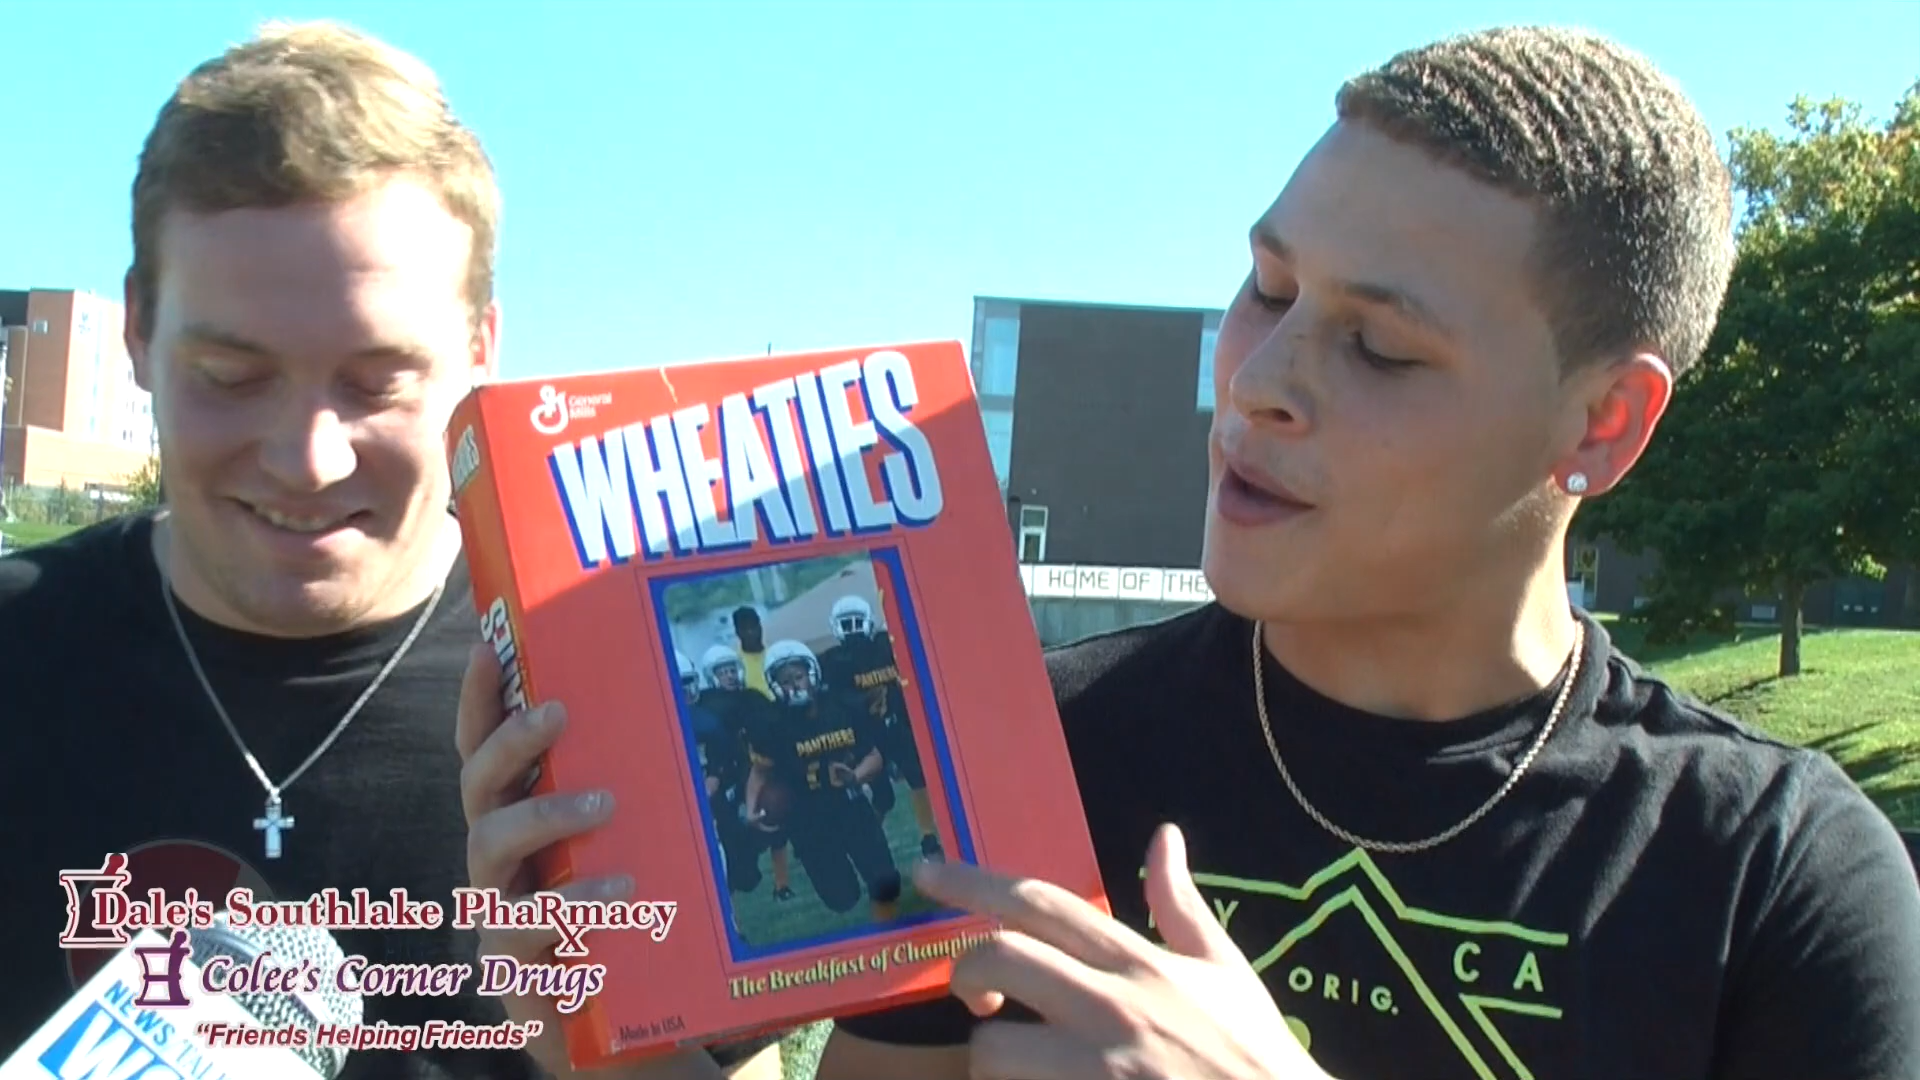 General
Mills
WHEATIES
HOME OF THE
PANTHERS
PANTHERS
The Breakfast of Champions
Made in USA
CA
ORIG.
Dale's Southlake Pharmacy
Colee's Corner Drugs
"Friends Helping Friends"
NEWS TALK